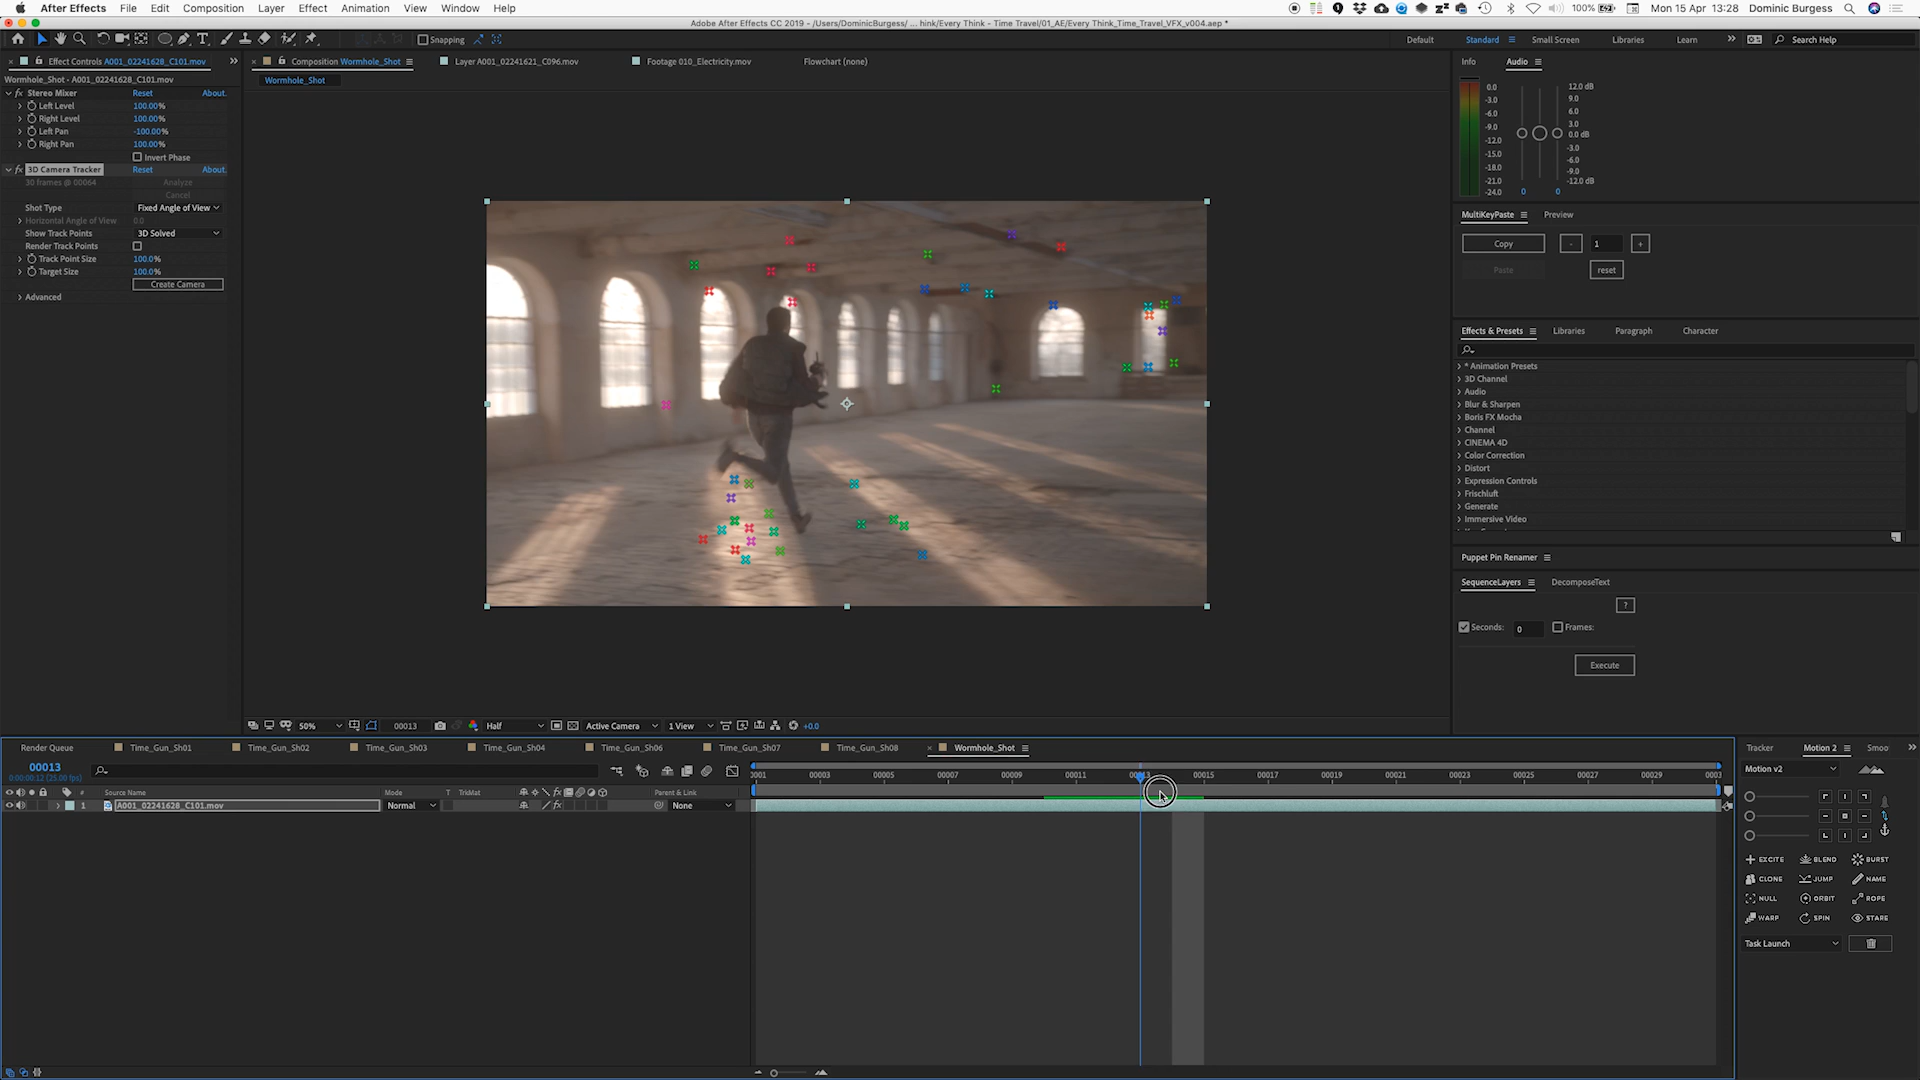 After Effects File Edit Composition Layer Effect Animation View Window Help 100% Mon 15 Apr 13:28 Dominic Burgess
Adobe After Effects CC 2019 - /Users/DominicBurgess/ ... hink/Every Think - Time Travel/01_AE/Every Think_Time_Travel_VFX_v004.aep *
Snapping Default Standard Small Screen Libraries Learn Search Help
Effect Controls A001_02241628_C101.mov Composition Wormhole_Shot Layer A001_02241621_C096.mov Footage 010_Electricity.mov Flowchart (none) Info Audio
Wormhole_Shot - A001_02241628_C101.mov Wormhole_Shot
Stereo Mixer Reset About.
Left Level 100.00%
Right Level 100.00%
Left Pan -100.00%
Right Pan 100.00%
Invert Phase
3D Camera Tracker Reset About.
30 frames @ 00064 Analyze
Cancel
Shot Type Fixed Angle of View
Horizontal Angle of View 0.0
Show Track Points 3D Solved
Render Track Points
Track Point Size 100.0%
Target Size 100.0%
Create Camera
Advanced
0.0 12.0 dB
-3.0 9.0
-6.0 6.0
-9.0 3.0
-12.0 0.0 dB
-15.0 -3.0
-18.0 -6.0
-21.0 -9.0
-24.0 -12.0 dB
0 0
MultiKeyPaste Preview
Copy - 1 +
Paste reset
Effects & Presets Libraries Paragraph Character
* Animation Presets
3D Channel
Audio
Blur & Sharpen
Boris FX Mocha
Channel
CINEMA 4D
Color Correction
Distort
Expression Controls
Frischluft
Generate
Immersive Video
Puppet Pin Renamer
SequenceLayers DecomposeText
?
Seconds: 0 Frames:
Execute
50% 00013 Half Active Camera 1 View +0.0
Render Queue Time_Gun_Sh01 Time_Gun_Sh02 Time_Gun_Sh03 Time_Gun_Sh04 Time_Gun_Sh06 Time_Gun_Sh07 Time_Gun_Sh08 Wormhole_Shot
00013
0:00:00:12 (25.00 fps)
0001 00003 00005 00007 00009 00011 00015 00017 00019 00021 00023 00025 00027 00029 0003
# Source Name Mode T TrkMat Parent & Link
1 A001_02241628_C101.mov Normal None
Tracker Motion 2 Smoo
Motion v2
EXCITE BLEND BURST
CLONE JUMP NAME
NULL ORBIT ROPE
WARP SPIN STARE
Task Launch